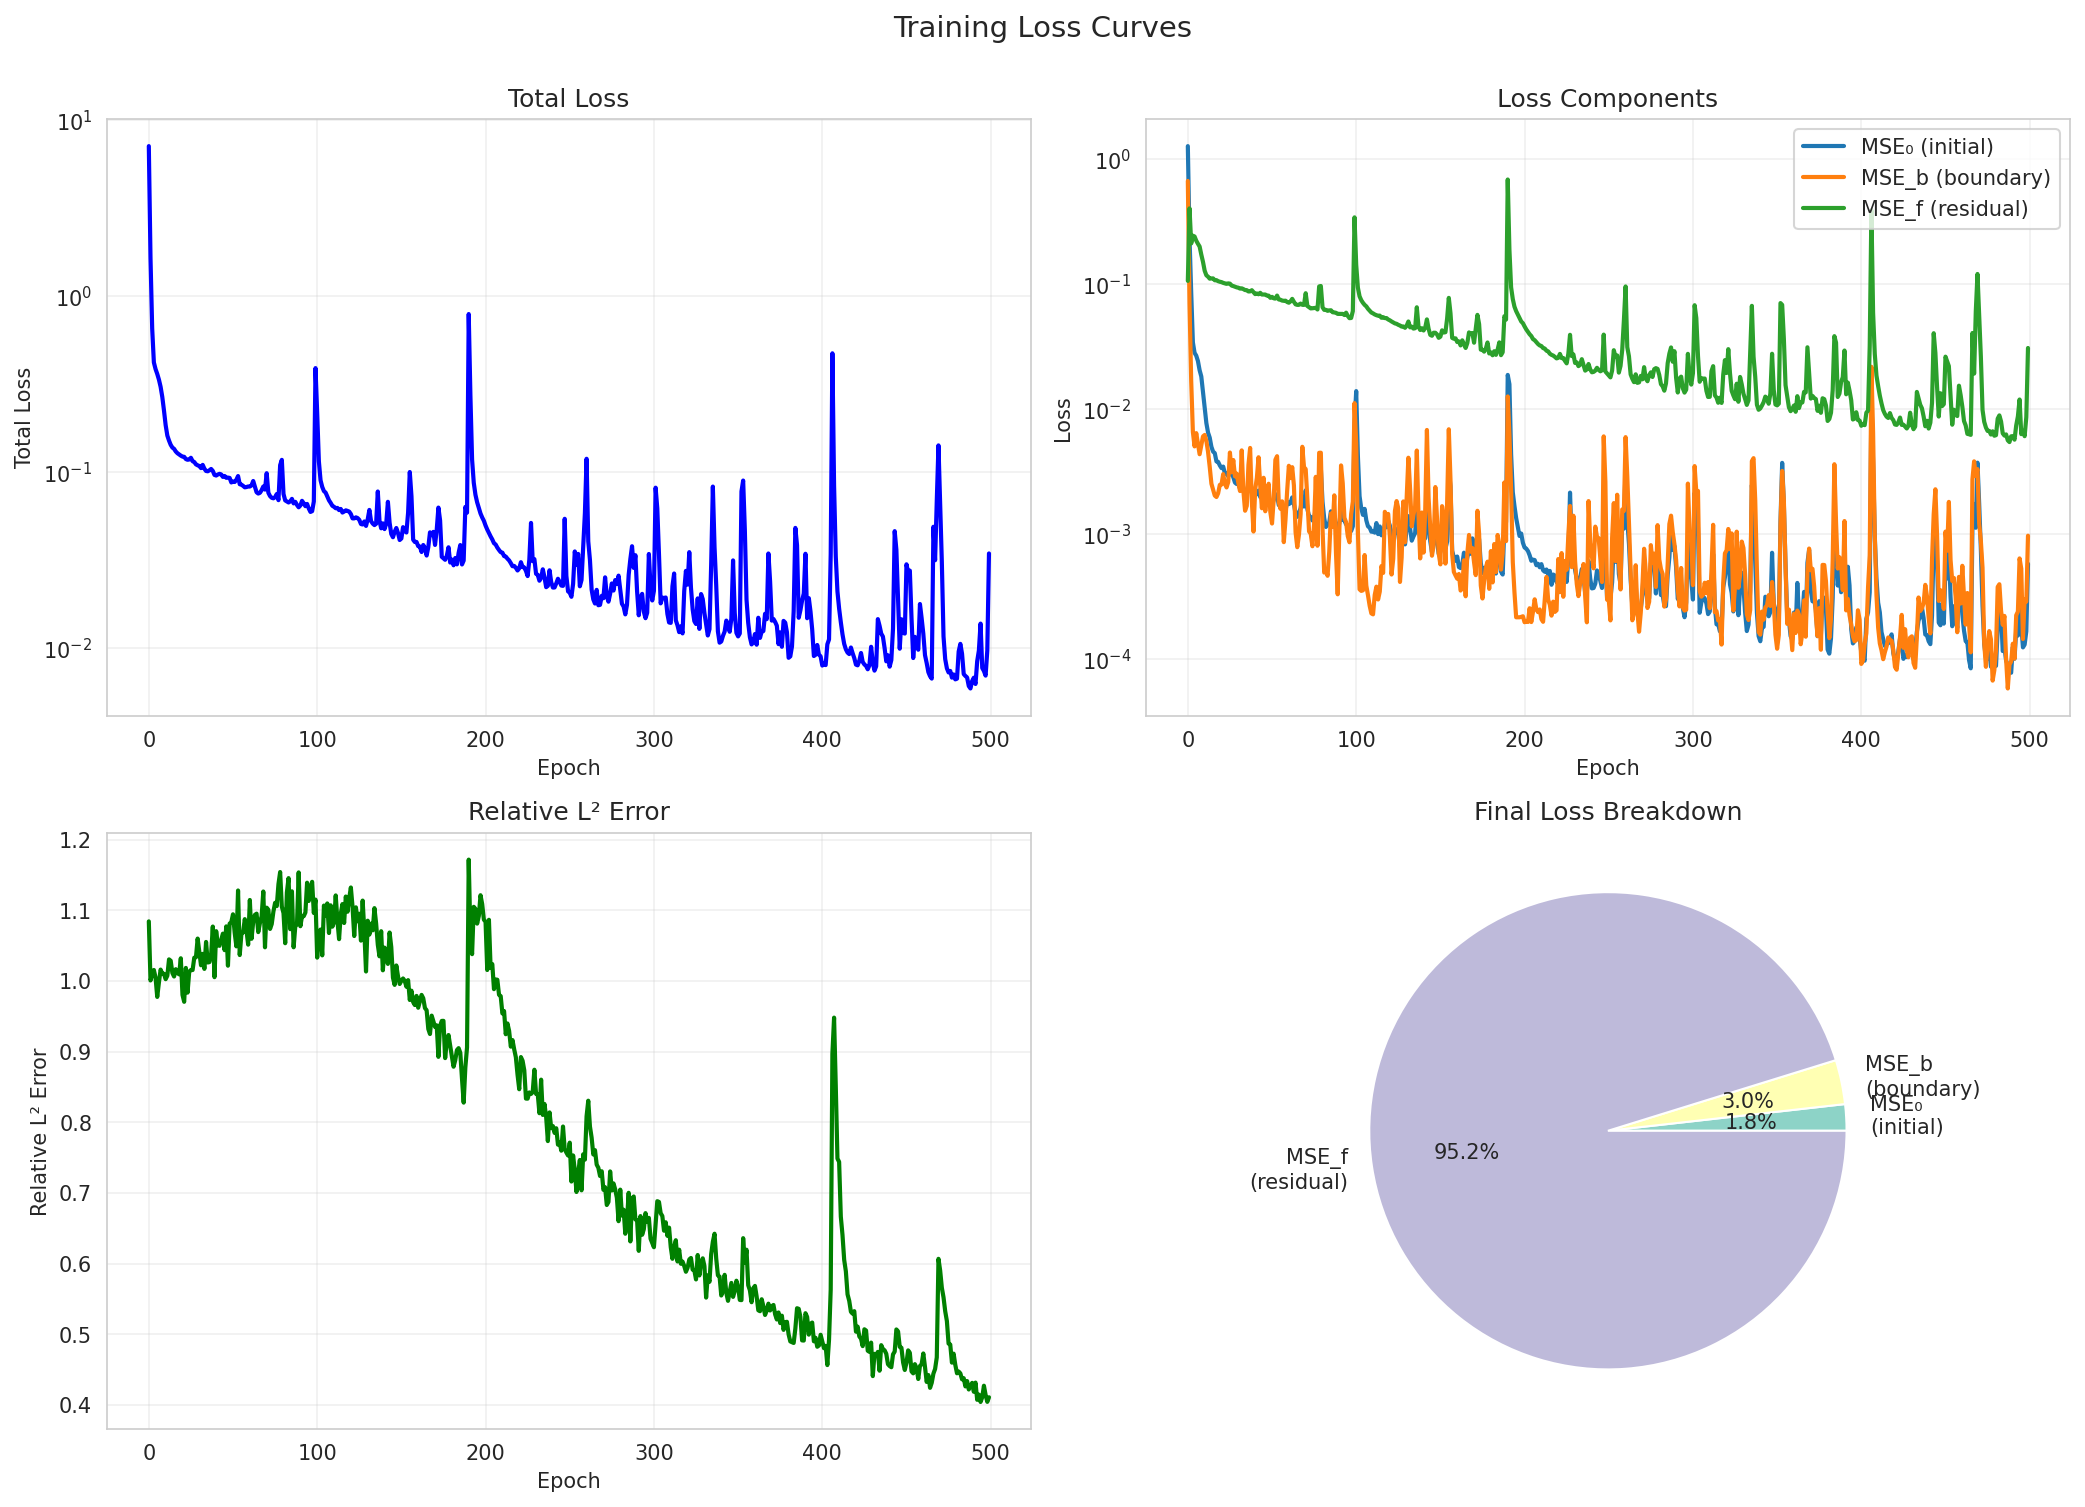 Training Loss Curves
Total Loss
10¹
10⁰
10⁻¹
10⁻²
Total Loss
0 100 200 300 400 500
Epoch
Loss Components
MSE₀ (initial)
MSE_b (boundary)
MSE_f (residual)
10⁰
10⁻¹
10⁻²
10⁻³
10⁻⁴
Loss
0 100 200 300 400 500
Epoch
Relative L² Error
1.2
1.1
1.0
0.9
0.8
0.7
0.6
0.5
0.4
Relative L² Error
0 100 200 300 400 500
Epoch
Final Loss Breakdown
MSE_b
(boundary)
MSE₀
(initial)
3.0%
1.8%
95.2%
MSE_f
(residual)